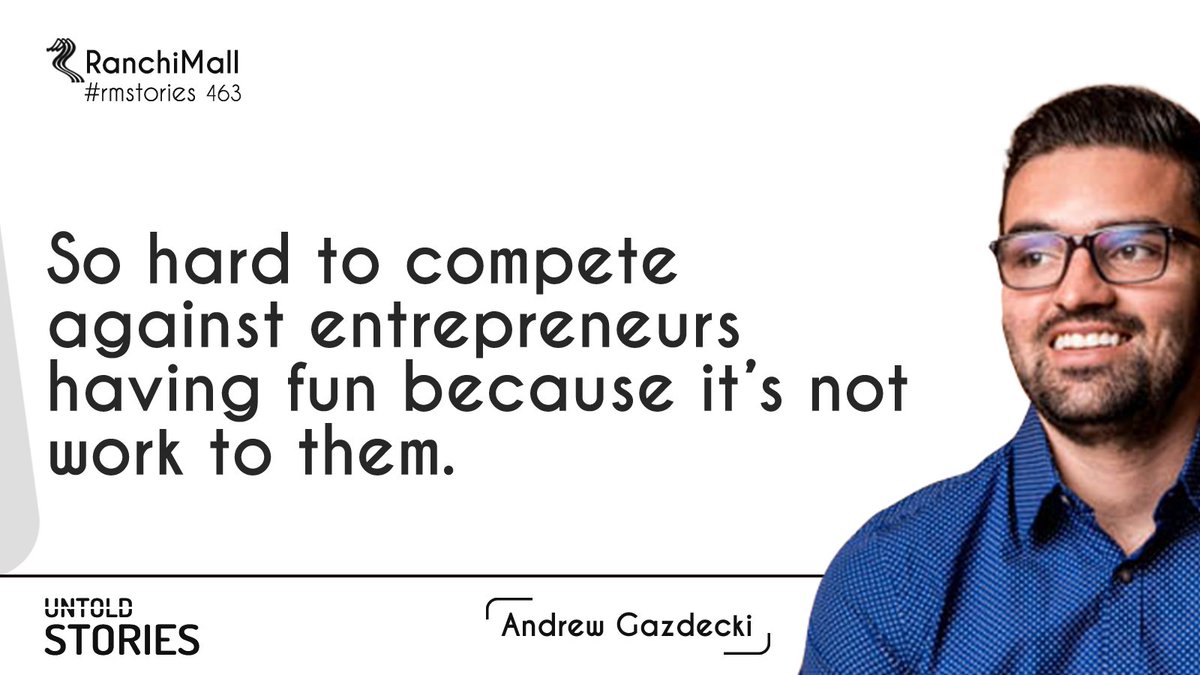 RanchiMall
#rmstories 463
So hard to compete
against entrepreneurs
having fun because it's not
work to them.
UNTOLD
STORIES
Andrew Gazdecki